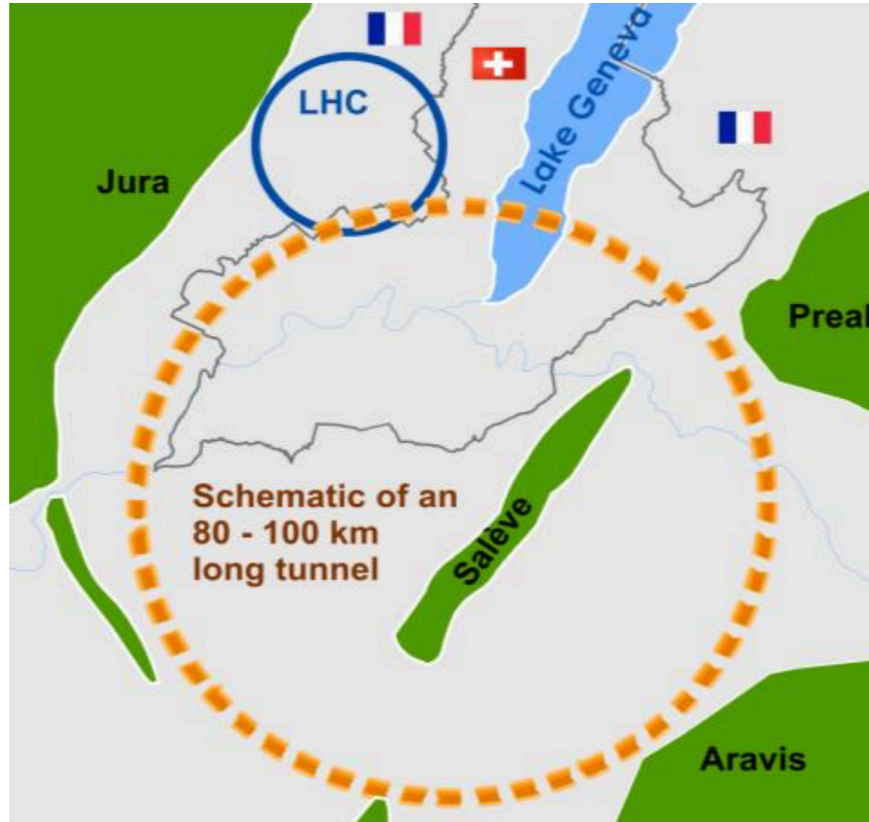 LHC
Lake Geneva
Jura
Preal
Schematic of an
80 - 100 km
long tunnel
Salève
Aravis